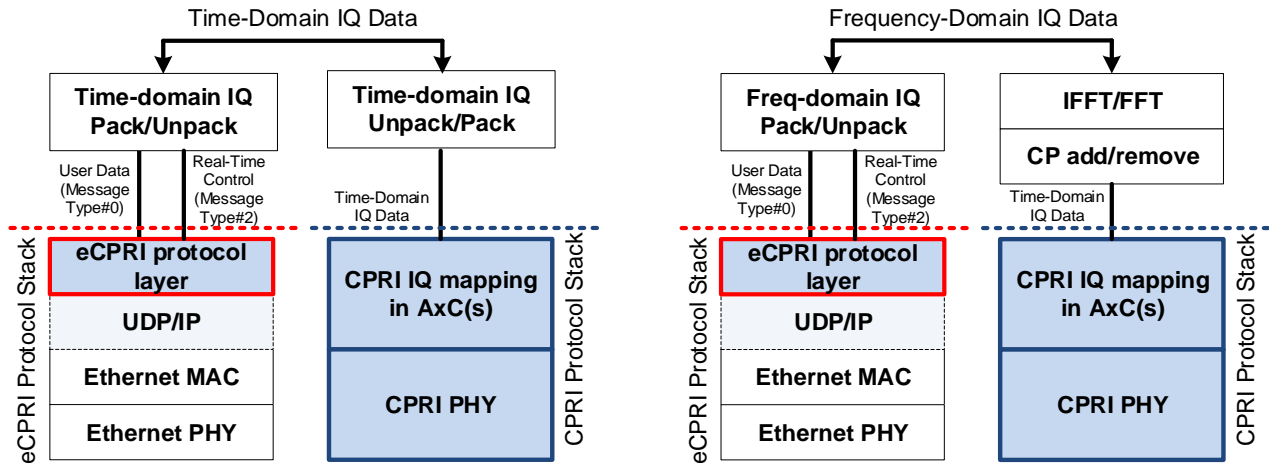 Time-Domain IQ Data
Time-domain IQ
Pack/Unpack
Time-domain IQ
Unpack/Pack
User Data
(Message
Type#0)
Real-Time
Control
(Message
Type#2)
Time-Domain
IQ Data
eCPRI Protocol Stack
eCPRI protocol
layer
UDP/IP
Ethernet MAC
Ethernet PHY
CPRI IQ mapping
in AxC(s)
CPRI PHY
CPRI Protocol Stack
Frequency-Domain IQ Data
Freq-domain IQ
Pack/Unpack
IFFT/FFT
CP add/remove
User Data
(Message
Type#0)
Real-Time
Control
(Message
Type#2)
Time-Domain
IQ Data
eCPRI Protocol Stack
eCPRI protocol
layer
UDP/IP
Ethernet MAC
Ethernet PHY
CPRI IQ mapping
in AxC(s)
CPRI PHY
CPRI Protocol Stack